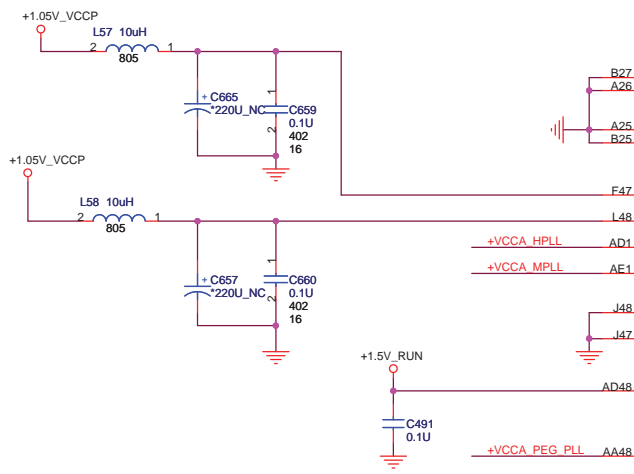 +1.05V_VCCP
L57 10uH
2
1
805
B27
A26
+
C665
*220U_NC
1
C659
0.1U
2
402
16
A25
B25
+1.05V_VCCP
F47
L58 10uH
2
1
805
L48
+VCCA_HPLL
AD1
+VCCA_MPLL
AE1
+
C657
*220U_NC
1
C660
0.1U
2
402
16
J48
J47
+1.5V_RUN
AD48
C491
0.1U
+VCCA_PEG_PLL
AA48